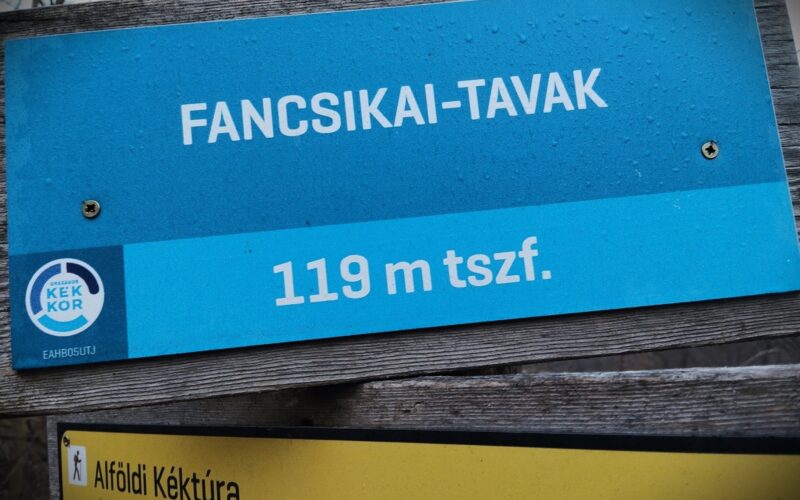 FANCSIKAI-TAVAK
119 m tszf.
ORSZÁGOS
KÉK
KÖR
EAHB05UTJ
Alföldi Kéktúra